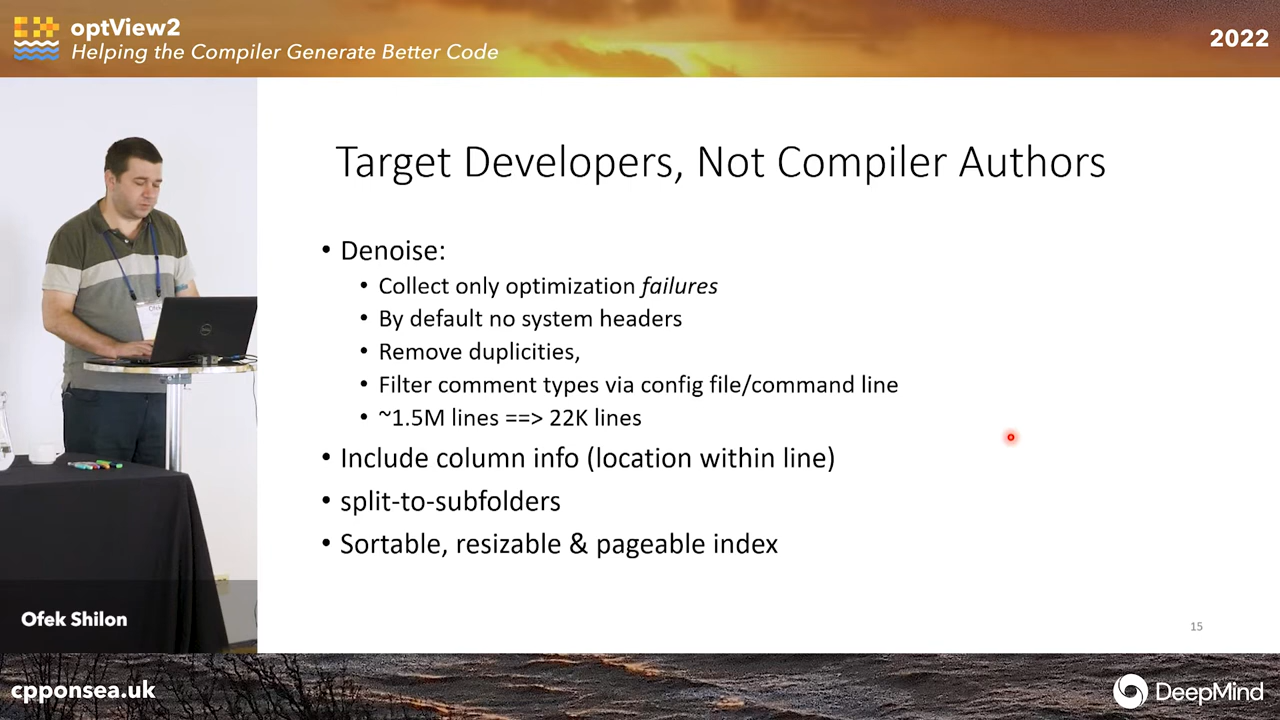 optView2
Helping the Compiler Generate Better Code
2022
Target Developers, Not Compiler Authors
• Denoise:
• Collect only optimization failures
• By default no system headers
• Remove duplicities,
• Filter comment types via config file/command line
• ~1.5M lines ==> 22K lines
• Include column info (location within line)
• split-to-subfolders
• Sortable, resizable & pageable index
Ofek Shilon
15
cpponsea.uk
DeepMind